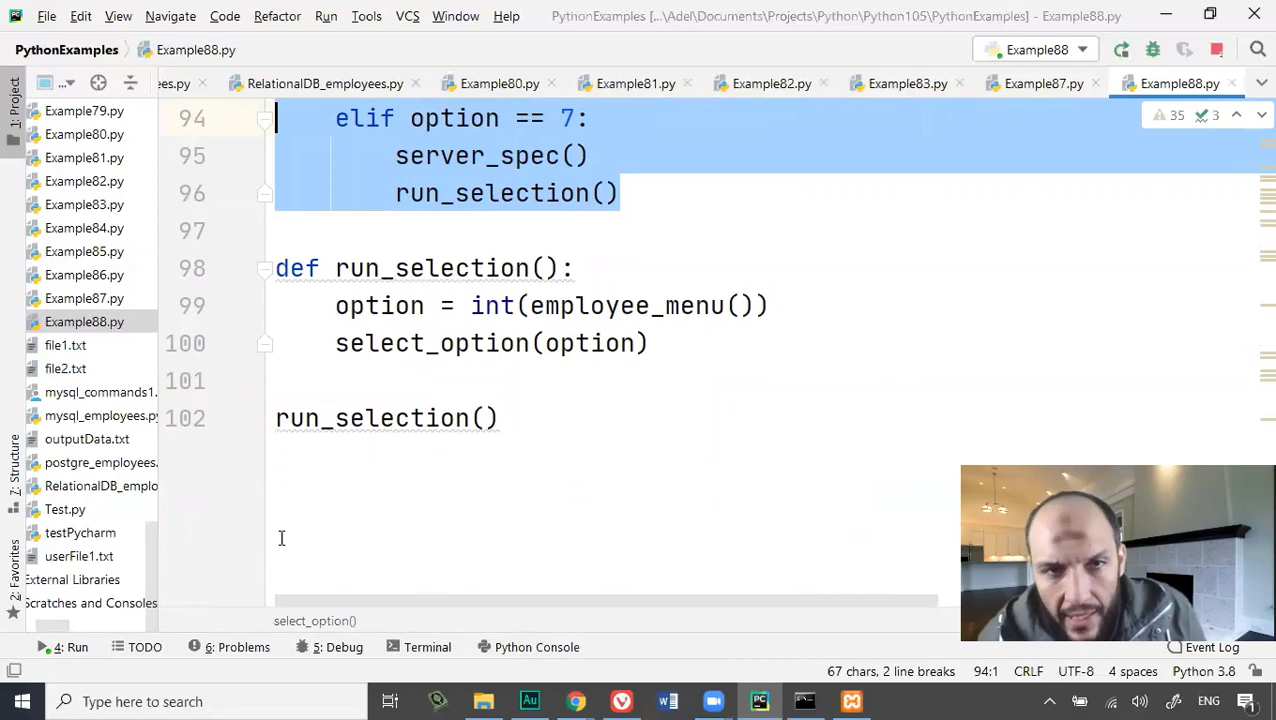 File Edit View Navigate Code Refactor Run Tools VCS Window Help PythonExamples [...\Adel\Documents\Projects\Python\Python105\PythonExamples] - Example88.py
PythonExamples Example88.py Example88
ees.py RelationalDB_employees.py Example80.py Example81.py Example82.py Example83.py Example87.py Example88.py
1: Project
7: Structure
2: Favorites
Example79.py
Example80.py
Example81.py
Example82.py
Example83.py
Example84.py
Example85.py
Example86.py
Example87.py
Example88.py
file1.txt
file2.txt
mysql_commands1.
mysql_employees.py
outputData.txt
postgre_employees.
RelationalDB_emplo
Test.py
testPycharm
userFile1.txt
External Libraries
Scratches and Consoles
35 3
94 elif option == 7:
95 server_spec()
96 run_selection()
97
98 def run_selection():
99 option = int(employee_menu())
100 select_option(option)
101
102 run_selection()
select_option()
4: Run TODO 6: Problems 5: Debug Terminal Python Console Event Log
67 chars, 2 line breaks 94:1 CRLF UTF-8 4 spaces Python 3.8
Type here to search ENG 1